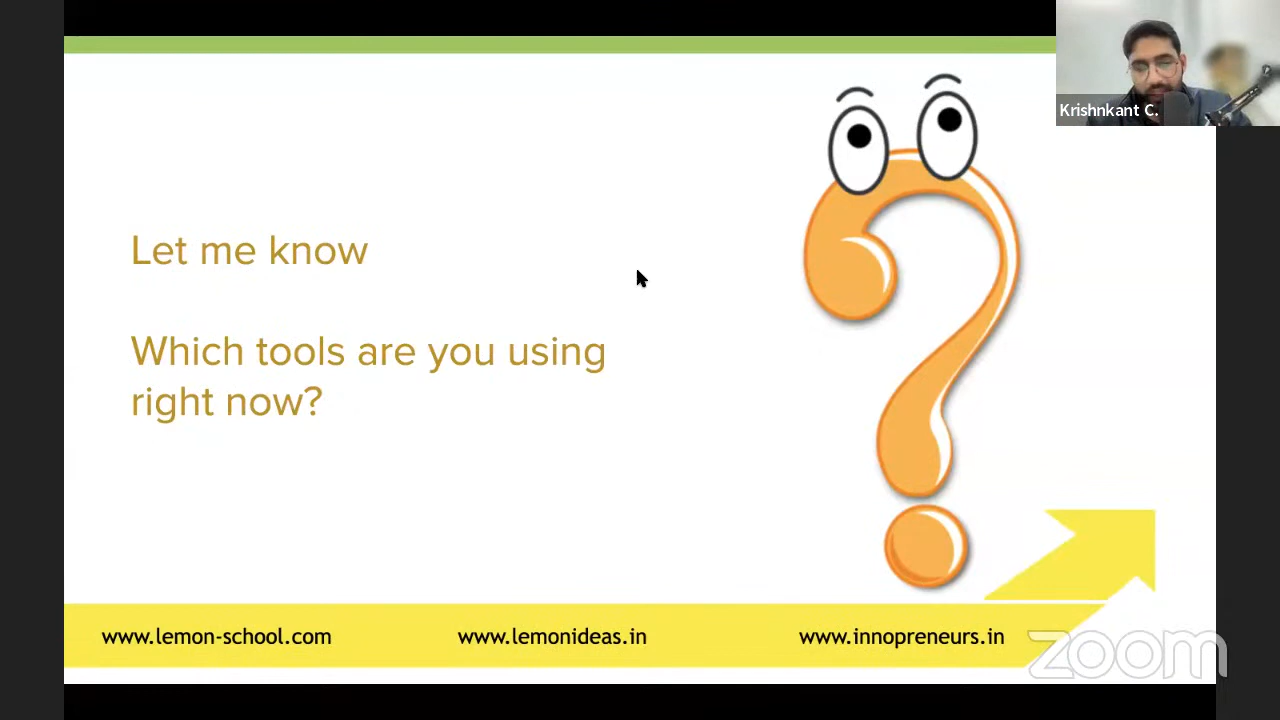 Krishnkant C.
Let me know
Which tools are you using
right now?
www.lemon-school.com
www.lemonideas.in
www.innopreneurs.in
zoom